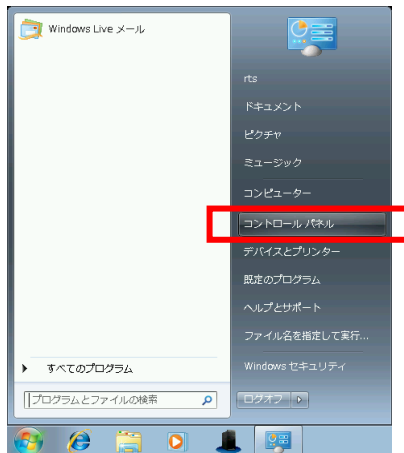 Windows Live メール
rts
ドキュメント
ピクチャ
ミュージック
コンピューター
コントロール パネル
デバイスとプリンター
既定のプログラム
ヘルプとサポート
ファイル名を指定して実行...
Windows セキュリティ
すべてのプログラム
プログラムとファイルの検索
ログオフ